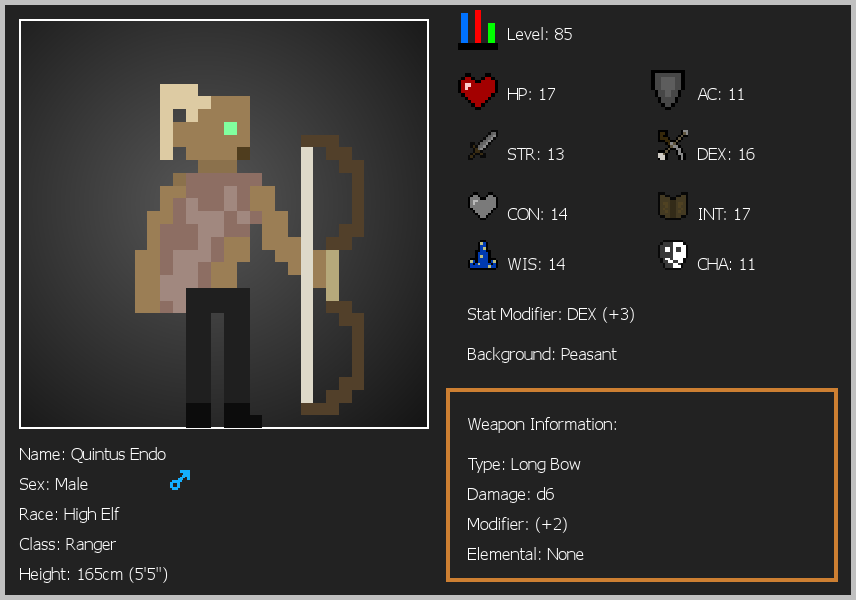 Level: 85
HP: 17
AC: 11
STR: 13
DEX: 16
CON: 14
INT: 17
WIS: 14
CHA: 11
Stat Modifier: DEX (+3)
Background: Peasant
Weapon Information:
Type: Long Bow
Damage: d6
Modifier: (+2)
Elemental: None
Name: Quintus Endo
Sex: Male
Race: High Elf
Class: Ranger
Height: 165cm (5'5")